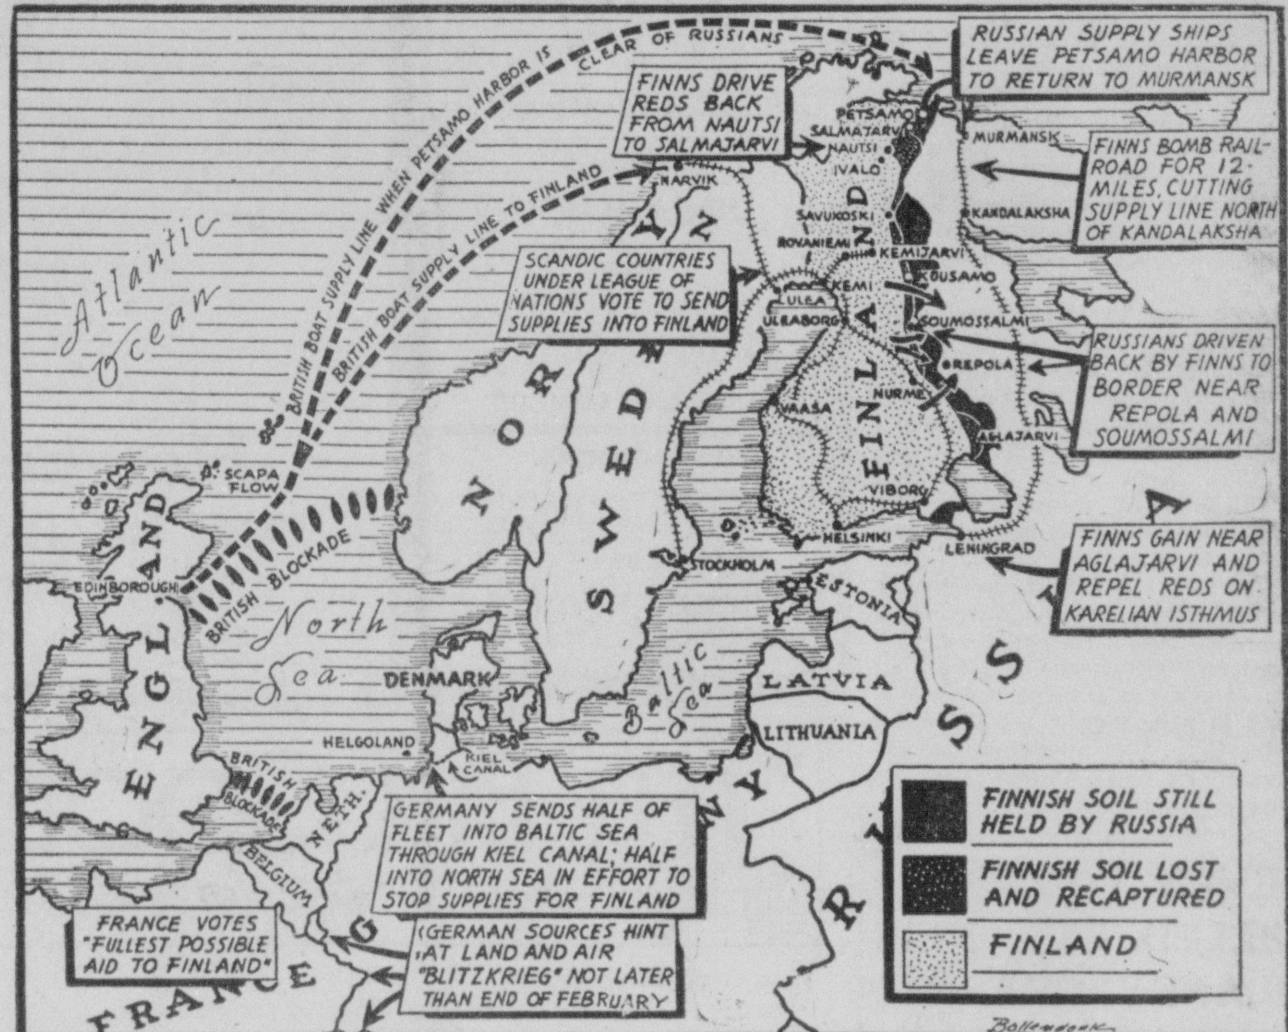 BRITISH BOAT SUPPLY LINE WHEN PETSAMO HARBOR IS CLEAR OF RUSSIANS
BRITISH BOAT SUPPLY LINE TO FINLAND
RUSSIAN SUPPLY SHIPS
LEAVE PETSAMO HARBOR
TO RETURN TO MURMANSK
FINNS DRIVE
REDS BACK
FROM NAUTSI
TO SALMAJARVI
FINNS BOMB RAIL-
ROAD FOR 12-
MILES, CUTTING
SUPPLY LINE NORTH
OF KANDALAKSHA
PETSAMO
SALMATARVI
NAUTSI
IVALO
MURMANSK
NARVIK
SAVUKOSKI
KANDALAKSHA
ROVANIEMI
KEMIJARVI
KOUSAMO
KEMI
LULEA
ULEABORG
SOUMOSSALMI
SCANDIC COUNTRIES
UNDER LEAGUE OF
NATIONS VOTE TO SEND
SUPPLIES INTO FINLAND
RUSSIANS DRIVEN
BACK BY FINNS TO
BORDER NEAR
REPOLA AND
SOUMOSSALMI
REPOLA
NURME
VAASA
AGLAJARVI
VIBORG
HELSINKI
LENINGRAD
STOCKHOLM
FINNS GAIN NEAR
AGLAJARVI AND
REPEL REDS ON
KARELIAN ISTHMUS
Atlantic
Ocean
SCAPA
FLOW
BRITISH BLOCKADE
EDINBOROUGH
ENGLAND
North
Sea
NORWAY
SWEDEN
FINLAND
ESTONIA
LATVIA
LITHUANIA
Baltic
Sea
DENMARK
HELGOLAND
KIEL
CANAL
BRITISH
BLOCKADE
NETH.
BELGIUM
FRANCE
G
RUSSIA
GERMANY SENDS HALF OF
FLEET INTO BALTIC SEA
THROUGH KIEL CANAL; HALF
INTO NORTH SEA IN EFFORT TO
STOP SUPPLIES FOR FINLAND
FRANCE VOTES
"FULLEST POSSIBLE
AID TO FINLAND"
GERMAN SOURCES HINT
AT LAND AND AIR
"BLITZKRIEG" NOT LATER
THAN END OF FEBRUARY
FINNISH SOIL STILL
HELD BY RUSSIA
FINNISH SOIL LOST
AND RECAPTURED
FINLAND